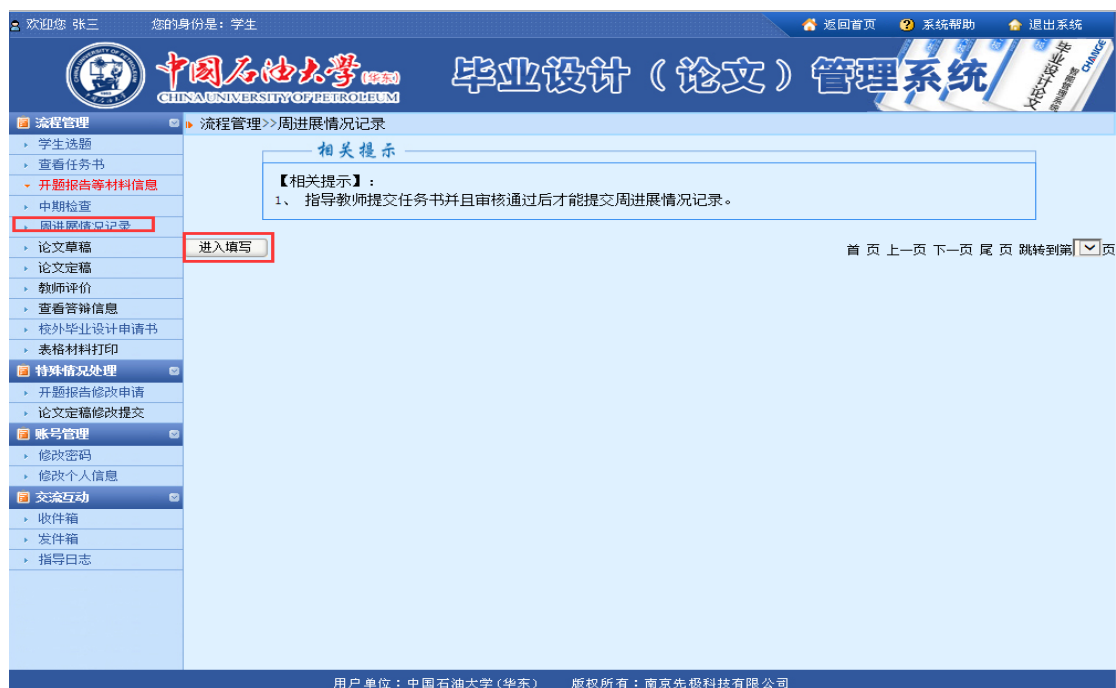 欢迎您 张三 您的身份是：学生 返回首页 系统帮助 退出系统
中国石油大学(华东)
CHINA UNIVERSITY OF PETROLEUM
毕业设计（论文）管理系统
CHANGE
毕业设计论文
智能管理系统
流程管理
流程管理>>周进展情况记录
学生选题
查看任务书
开题报告等材料信息
中期检查
周进展情况记录
论文草稿
论文定稿
教师评价
查看答辩信息
校外毕业设计申请书
表格材料打印
特殊情况处理
开题报告修改申请
论文定稿修改提交
账号管理
修改密码
修改个人信息
交流互动
收件箱
发件箱
指导日志
相关提示
【相关提示】：
1、 指导教师提交任务书并且审核通过后才能提交周进展情况记录。
进入填写 首 页 上一页 下一页 尾 页 跳转到第 页
用户单位：中国石油大学(华东) 版权所有：南京先极科技有限公司